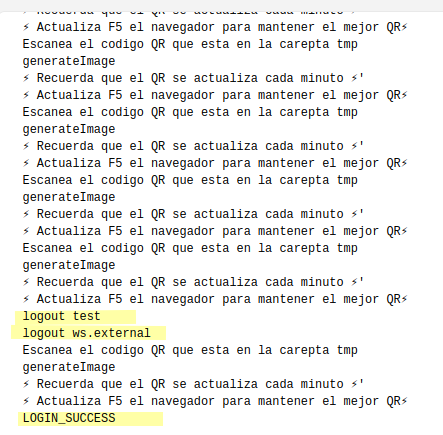 ⚡ Recuerda que el QR se actualiza cada minuto ⚡'
⚡ Actualiza F5 el navegador para mantener el mejor QR⚡
Escanea el codigo QR que esta en la carepta tmp
generateImage
⚡ Recuerda que el QR se actualiza cada minuto ⚡'
⚡ Actualiza F5 el navegador para mantener el mejor QR⚡
Escanea el codigo QR que esta en la carepta tmp
generateImage
⚡ Recuerda que el QR se actualiza cada minuto ⚡'
⚡ Actualiza F5 el navegador para mantener el mejor QR⚡
Escanea el codigo QR que esta en la carepta tmp
generateImage
⚡ Recuerda que el QR se actualiza cada minuto ⚡'
⚡ Actualiza F5 el navegador para mantener el mejor QR⚡
Escanea el codigo QR que esta en la carepta tmp
generateImage
⚡ Recuerda que el QR se actualiza cada minuto ⚡'
⚡ Actualiza F5 el navegador para mantener el mejor QR⚡
logout test
logout ws.external
Escanea el codigo QR que esta en la carepta tmp
generateImage
⚡ Recuerda que el QR se actualiza cada minuto ⚡'
⚡ Actualiza F5 el navegador para mantener el mejor QR⚡
LOGIN_SUCCESS